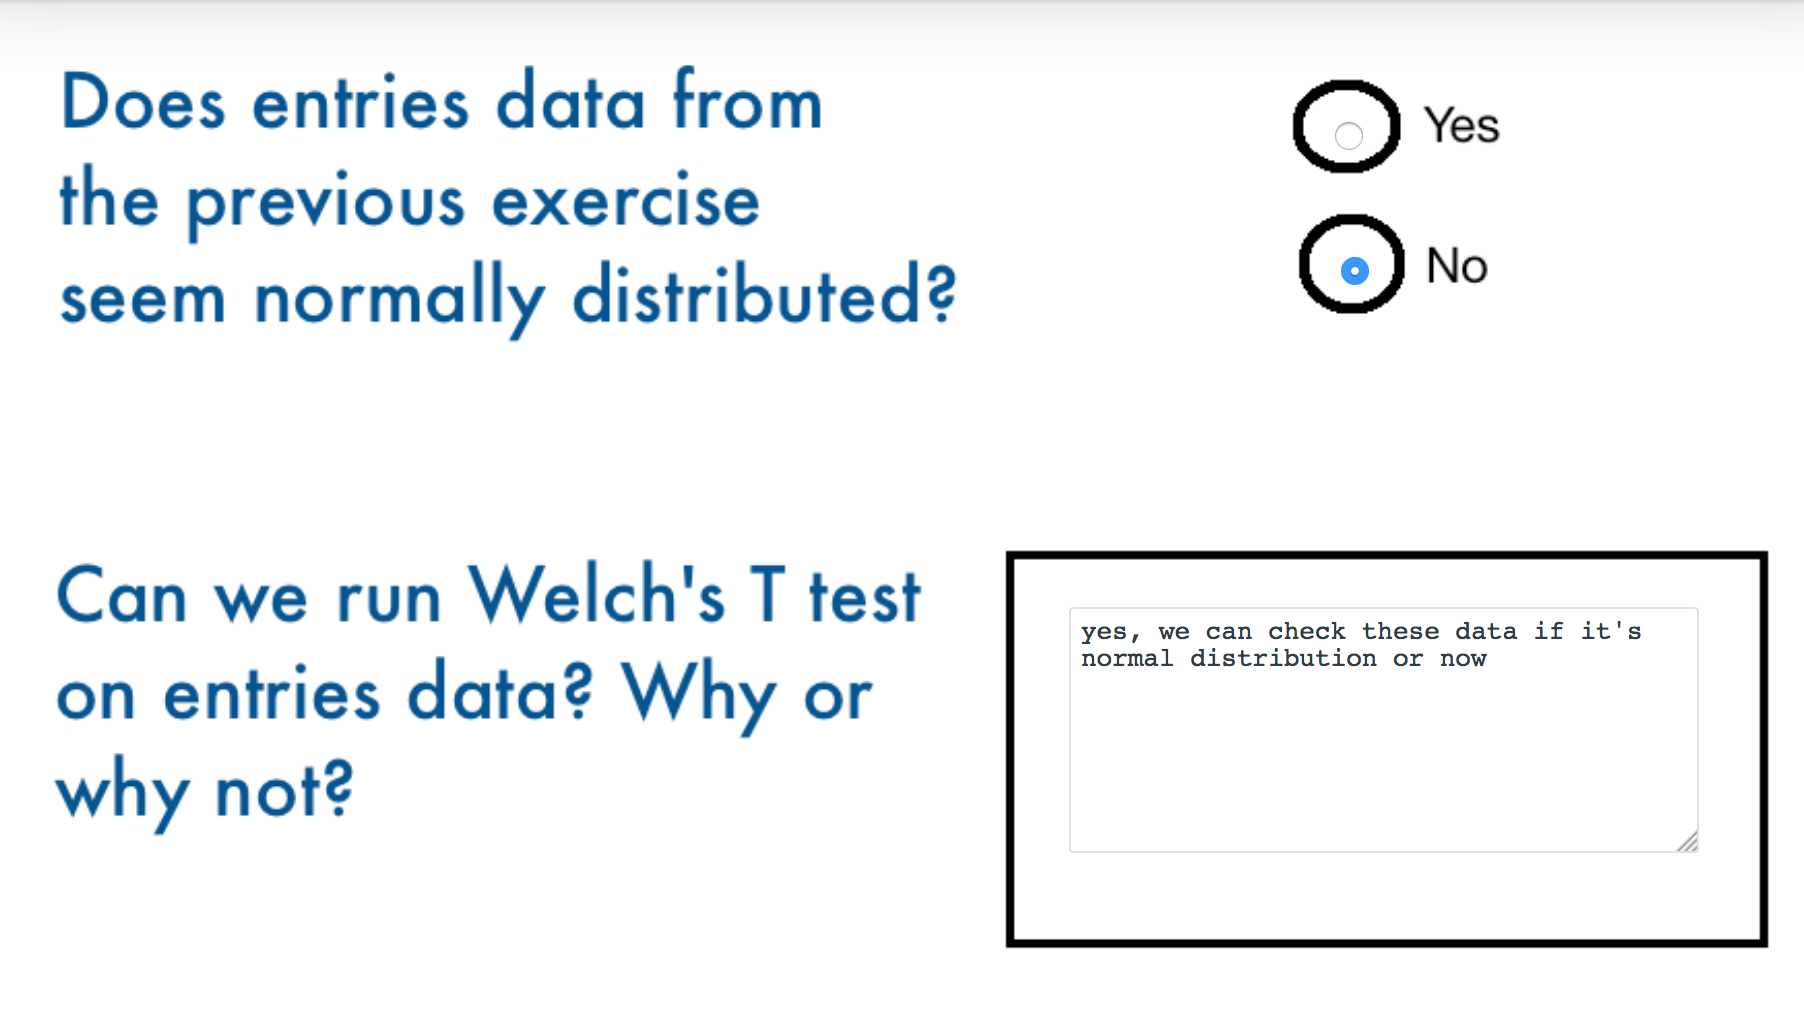 Does entries data from
the previous exercise
seem normally distributed?
Yes
No
Can we run Welch's T test
on entries data? Why or
why not?
yes, we can check these data if it's
normal distribution or now